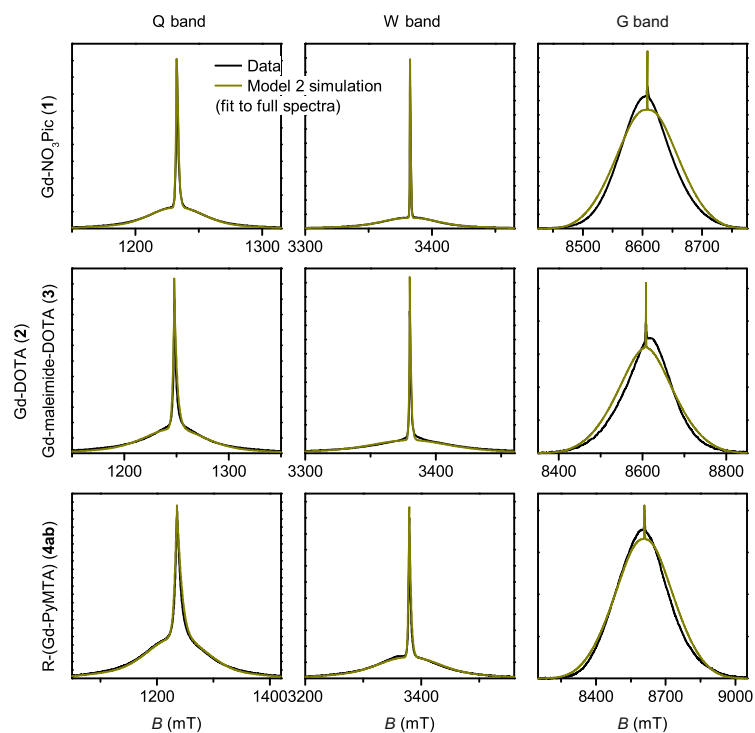 Q band
W band
G band
Data
Model 2 simulation
(fit to full spectra)
Gd-NO3Pic (1)
1200
1300
3300
3400
8500
8600
8700
Gd-DOTA (2)
Gd-maleimide-DOTA (3)
1200
1300
3300
3400
8400
8600
8800
R-(Gd-PyMTA) (4ab)
1200
1400
3200
3400
8400
8600
9000
B (mT)
B (mT)
B (mT)